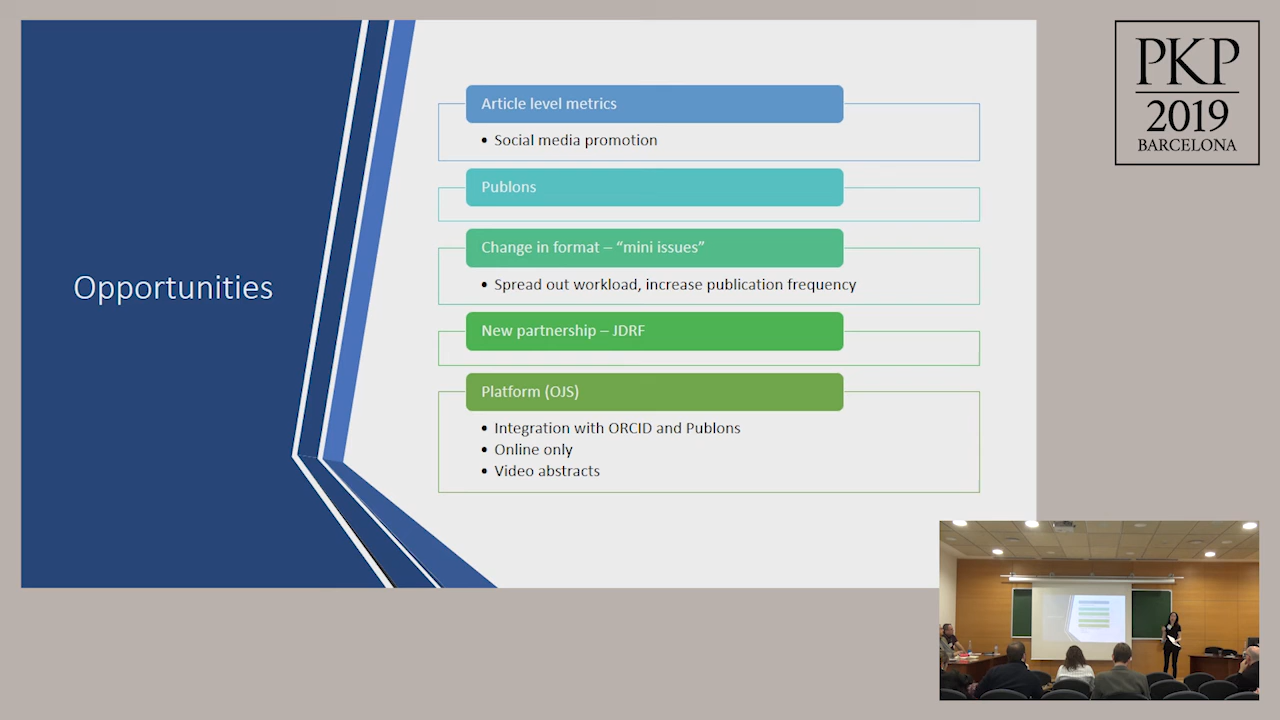 Opportunities
Article level metrics
• Social media promotion
Publons
Change in format – “mini issues”
• Spread out workload, increase publication frequency
New partnership – JDRF
Platform (OJS)
• Integration with ORCID and Publons
• Online only
• Video abstracts
PKP
2019
BARCELONA